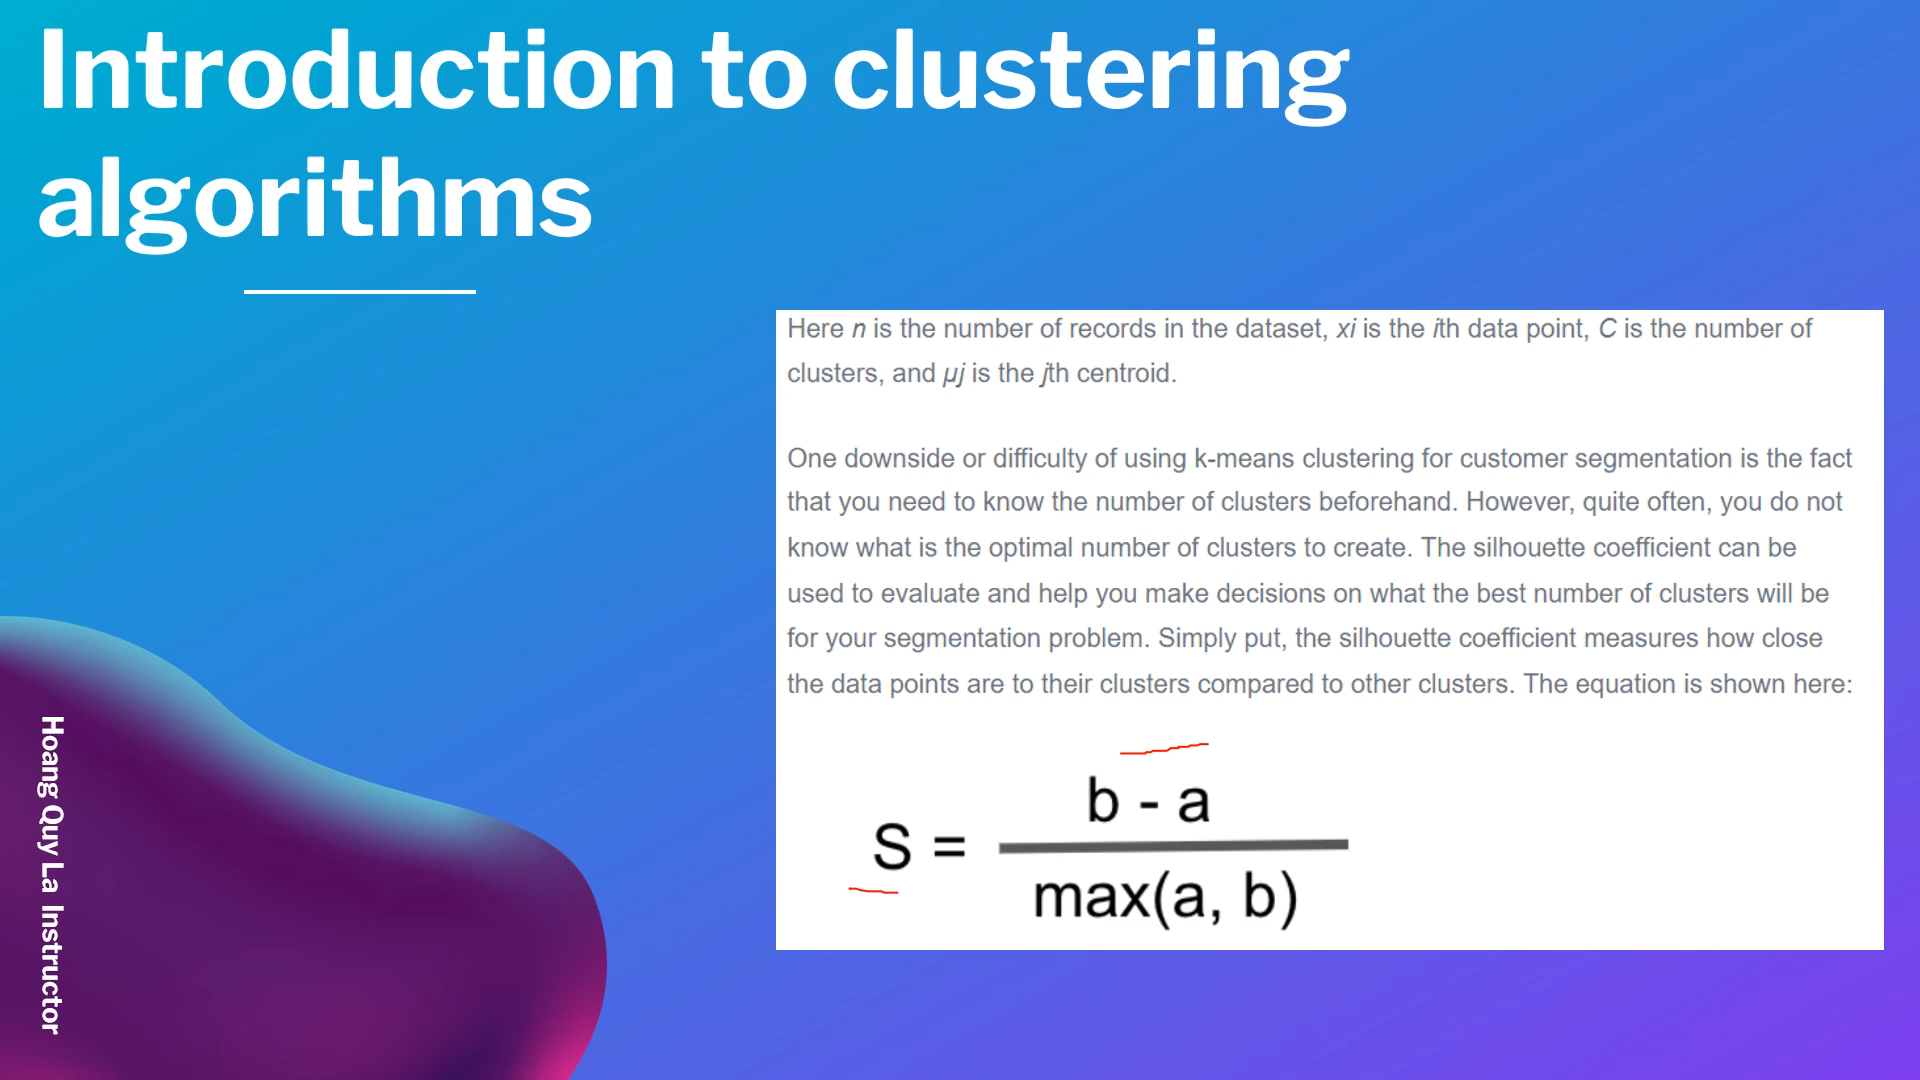 Introduction to clustering
algorithms
Here n is the number of records in the dataset, xi is the ith data point, C is the number of
clusters, and μj is the jth centroid.
One downside or difficulty of using k-means clustering for customer segmentation is the fact
that you need to know the number of clusters beforehand. However, quite often, you do not
know what is the optimal number of clusters to create. The silhouette coefficient can be
used to evaluate and help you make decisions on what the best number of clusters will be
for your segmentation problem. Simply put, the silhouette coefficient measures how close
the data points are to their clusters compared to other clusters. The equation is shown here:
b - a
S =
max(a, b)
Hoang Quy La Instructor